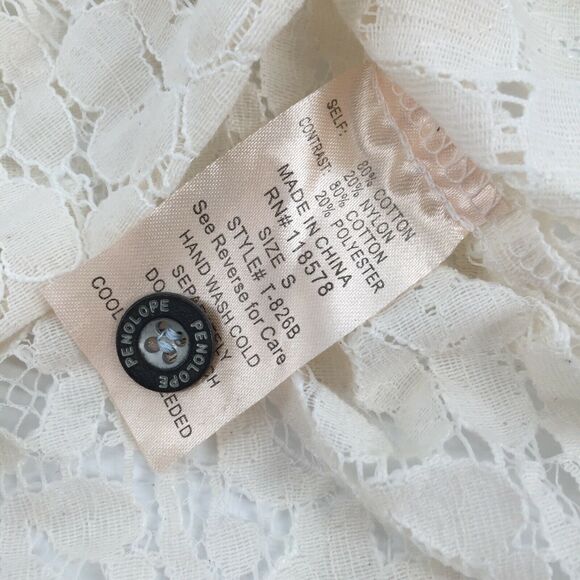 SELF: 80% COTTON
20% NYLON
CONTRAST: 80% COTTON
20% POLYESTER
MADE IN CHINA
RN# 118578
SIZE S
STYLE# T-826B
See Reverse for Care
HAND WASH COLD
COOL
PENOLOPE PENOLOPE